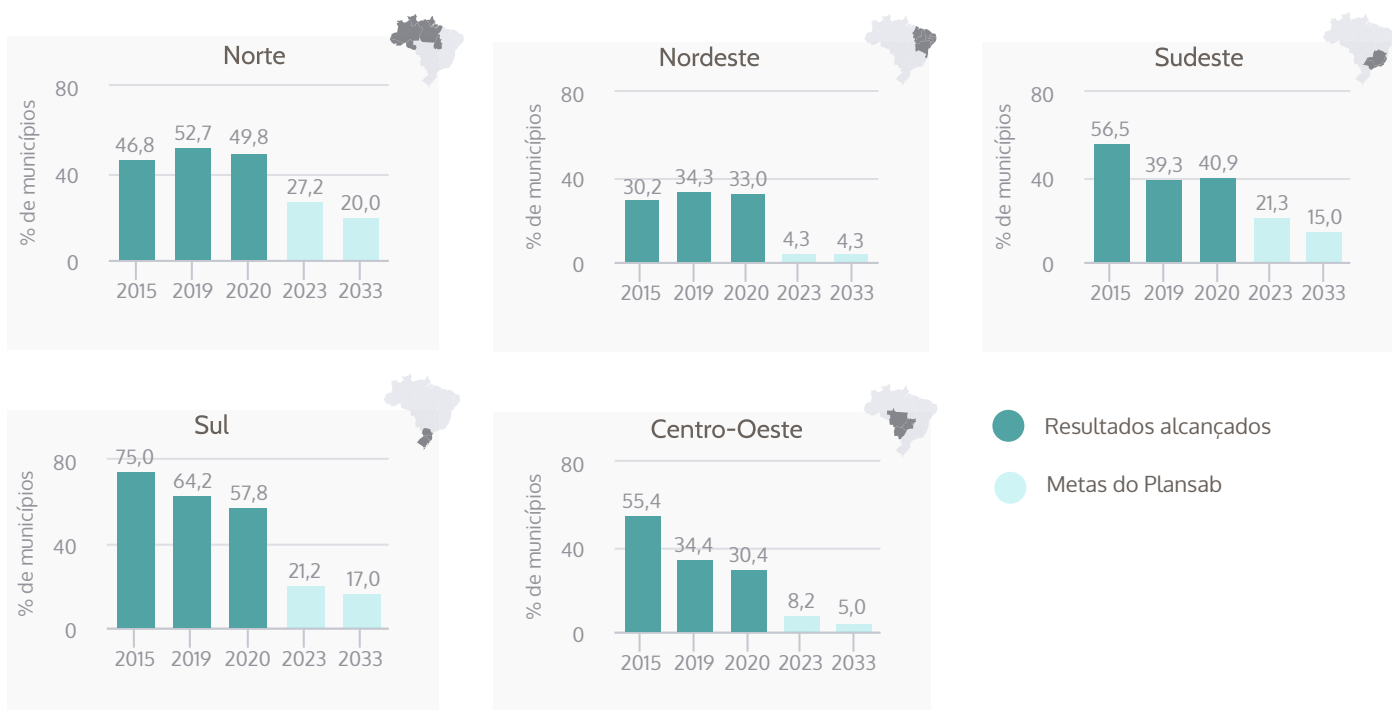 Norte
% de municípios
80
40
0
46,8
52,7
49,8
27,2
20,0
2015 2019 2020 2023 2033
Nordeste
% de municípios
80
40
0
30,2
34,3
33,0
4,3
4,3
2015 2019 2020 2023 2033
Sudeste
% de municípios
80
40
0
56,5
39,3
40,9
21,3
15,0
2015 2019 2020 2023 2033
Sul
% de municípios
80
40
0
75,0
64,2
57,8
21,2
17,0
2015 2019 2020 2023 2033
Centro-Oeste
% de municípios
80
40
0
55,4
34,4
30,4
8,2
5,0
2015 2019 2020 2023 2033
Resultados alcançados
Metas do Plansab